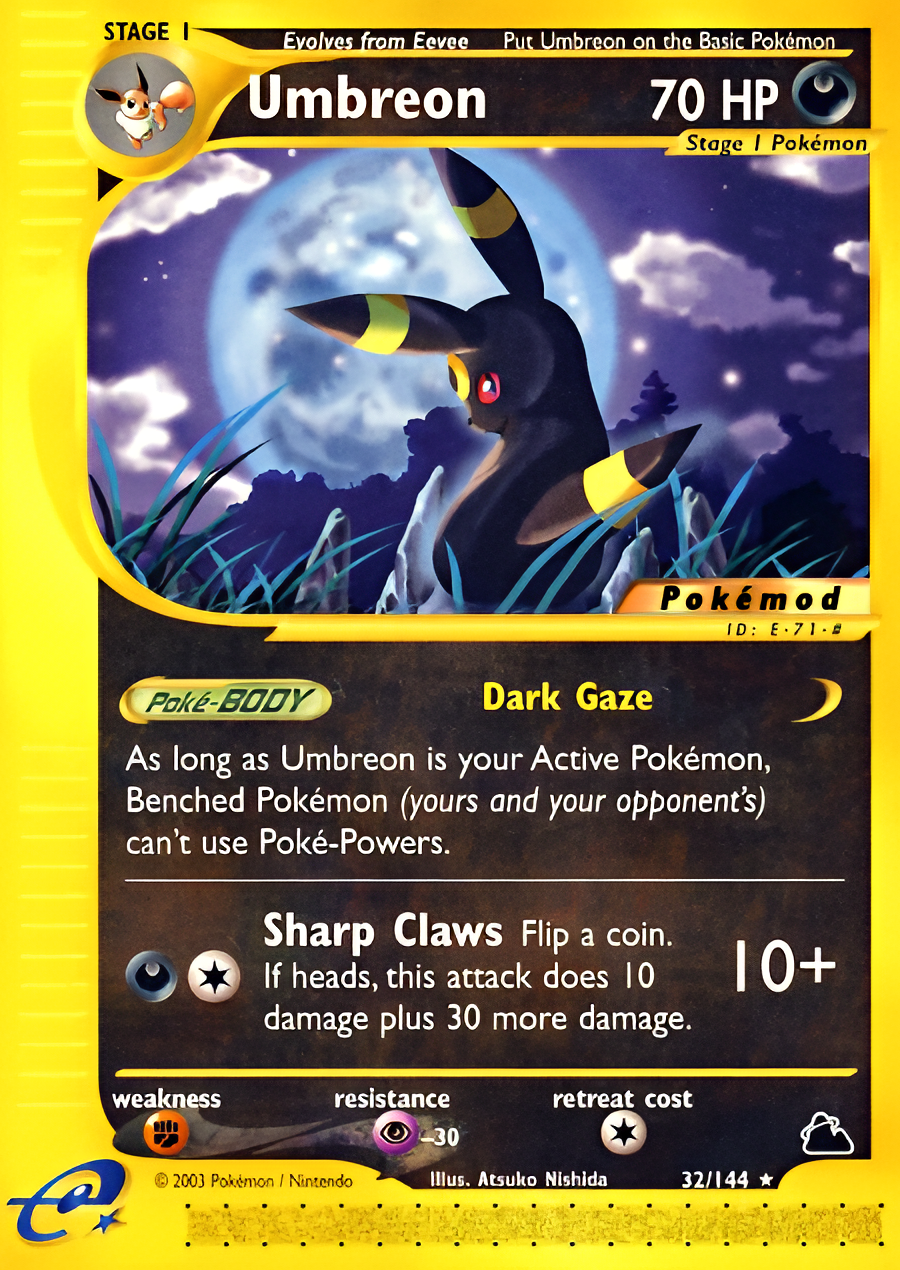 STAGE 1
Evolves from Eevee Put Umbreon on the Basic Pokémon
Umbreon 70 HP
Stage 1 Pokémon
Pokémod
ID: E-71-#
Poké-BODY Dark Gaze
As long as Umbreon is your Active Pokémon,
Benched Pokémon (yours and your opponent's)
can't use Poké-Powers.
Sharp Claws Flip a coin.
If heads, this attack does 10
damage plus 30 more damage.
10+
weakness resistance retreat cost
-30
© 2003 Pokémon / Nintendo Illus. Atsuko Nishida 32/144 ★
e